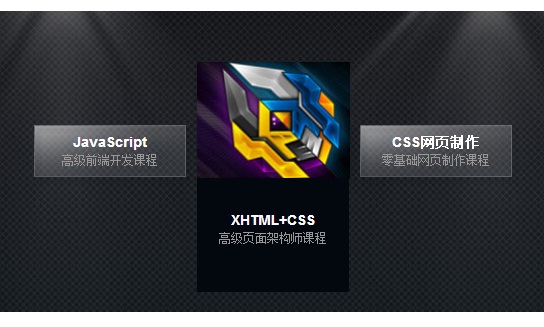 JavaScript
高级前端开发课程
XHTML+CSS
高级页面架构师课程
CSS网页制作
零基础网页制作课程